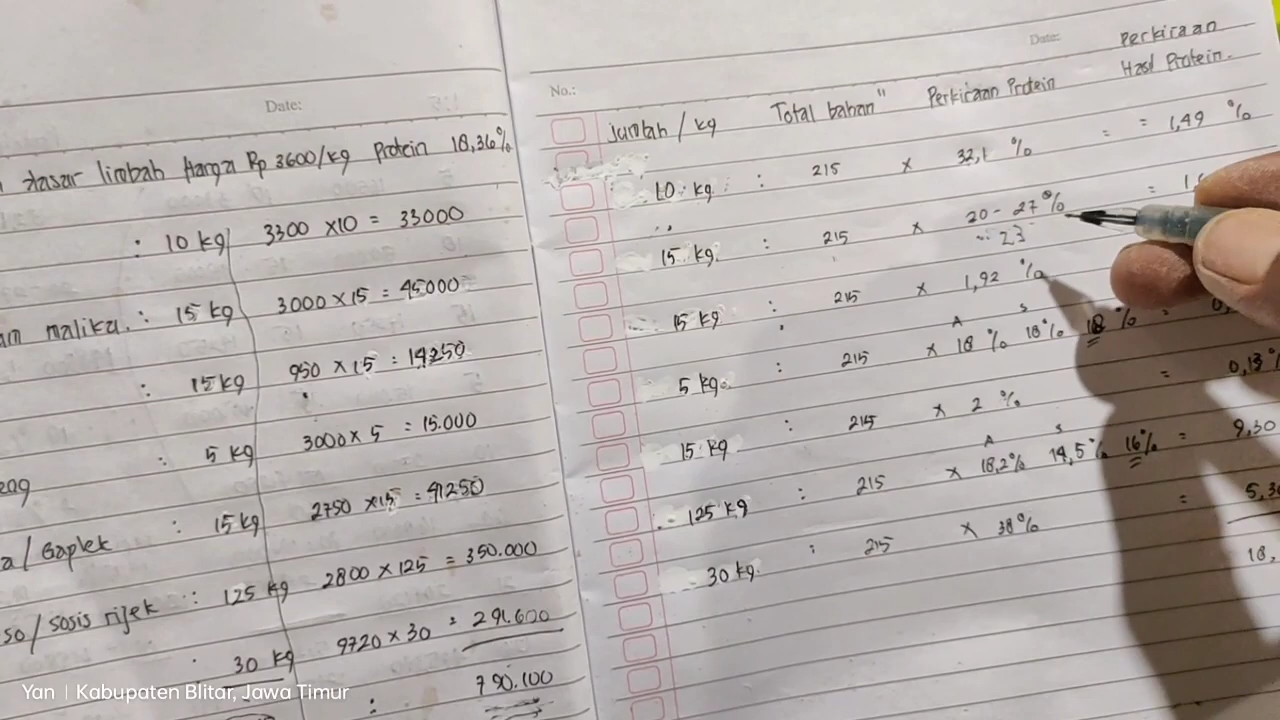 Date:
dasar limbah Harga Rp 3600/kg Protein 18,36%
: 10 kg 3300 x10 = 33000
malika. : 15 kg 3000 x 15 = 45000
: 15 kg 950 x 15 = 14250
: 5 kg 3000 x 5 = 15.000
a / Gaplek : 15 kg 2750 x15 = 41250
so / sosis rijek : 125 kg 2800 x 125 = 350.000
: 30 kg 9720 x 30 = 291.600
: 790.100
No.: Date:
Jumlah / kg Total bahan" Perkiraan Protein Perkiraan Hasil Protein.
10 kg : 215 x 32,1 % = = 1,49 %
15 kg. : 215 x 20 - 27 % =
23
15 kg : 215 x 1,92 %
A S
5 kg. : 215 x 18 % 18 % 18 % =
15 kg : 215 x 2 % = 0,13 %
A S
125 kg : 215 x 18,2% 14,5% 16% = 9,30
30 kg. : 215 x 38% =
18,
Yan | Kabupaten Blitar, Jawa Timur